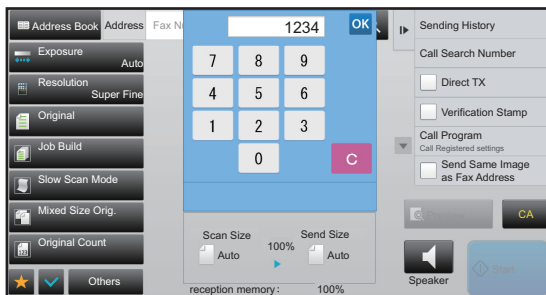 Address Book
Address
Fax N
1234
OK
Sending History
Call Search Number
Direct TX
Verification Stamp
Call Program
Call Registered settings
Send Same Image
as Fax Address
Exposure
Auto
Resolution
Super Fine
Original
Job Build
Slow Scan Mode
Mixed Size Orig.
Original Count
Others
7 8 9
4 5 6
1 2 3
0 C
Scan Size
Send Size
100%
Auto
Auto
reception memory: 100%
CA
Speaker
Start